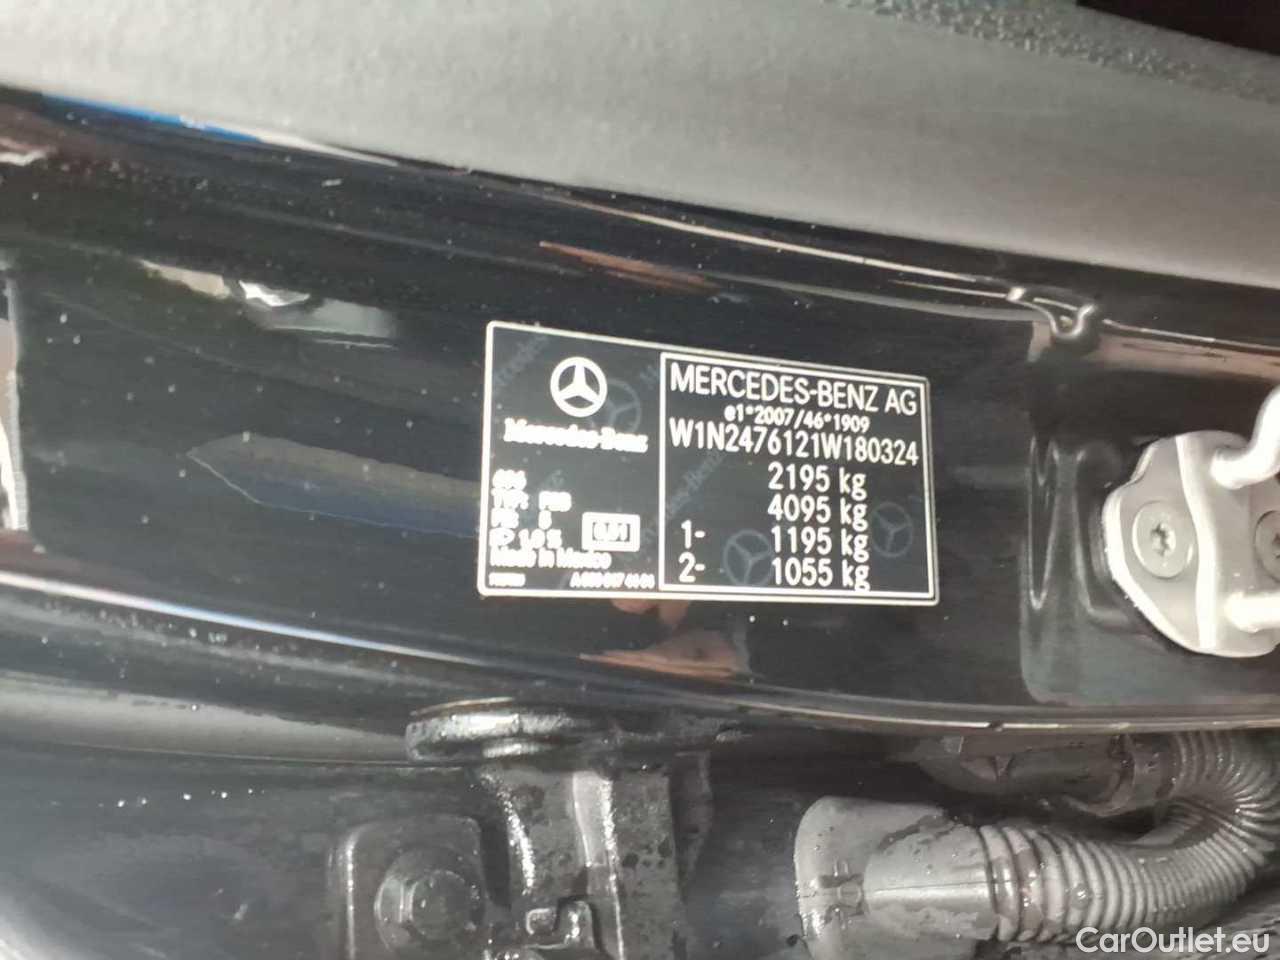 Mercedes-Benz
Made in Mexico
MERCEDES-BENZ AG
e1*2007/46*1909
W1N2476121W180324
2195 kg
4095 kg
1- 1195 kg
2- 1055 kg
CarOutlet.eu